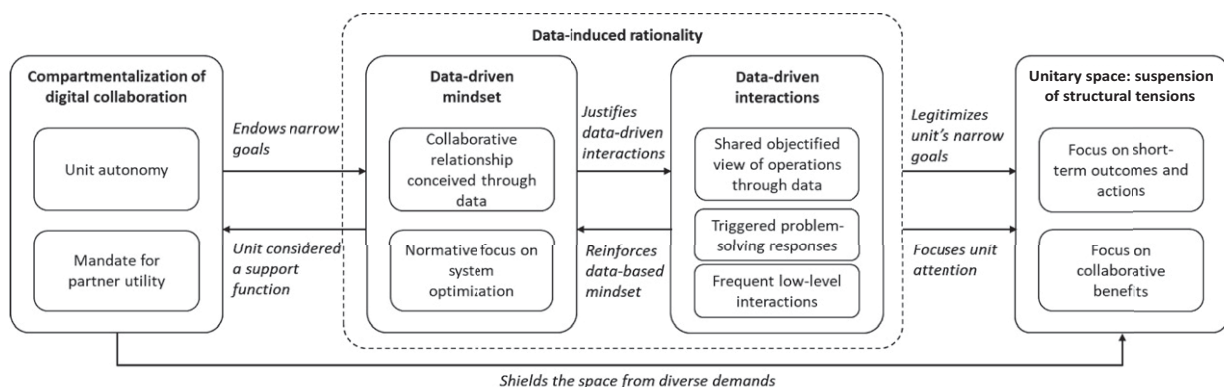 Data-induced rationality
Compartmentalization of
digital collaboration
Unit autonomy
Mandate for
partner utility
Endows narrow
goals
Unit considered
a support
function
Data-driven
mindset
Collaborative
relationship
conceived through
data
Normative focus on
system
optimization
Justifies
data-driven
interactions
Reinforces
data-based
mindset
Data-driven
interactions
Shared objectified
view of operations
through data
Triggered problem-
solving responses
Frequent low-level
interactions
Legitimizes
unit's narrow
goals
Focuses unit
attention
Unitary space: suspension
of structural tensions
Focus on short-
term outcomes and
actions
Focus on
collaborative
benefits
Shields the space from diverse demands